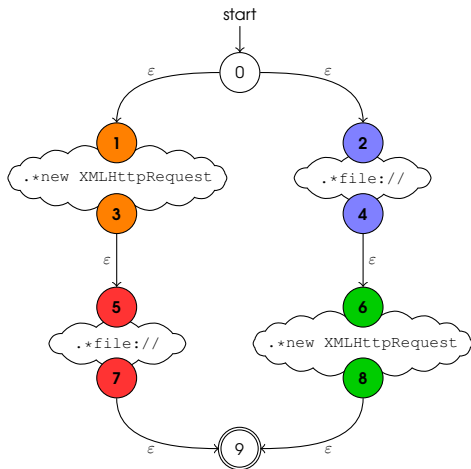 start
0
ε ε
1 2
.*new XMLHttpRequest .*file://
3 4
ε ε
5 6
.*file:// .*new XMLHttpRequest
7 8
ε 9 ε